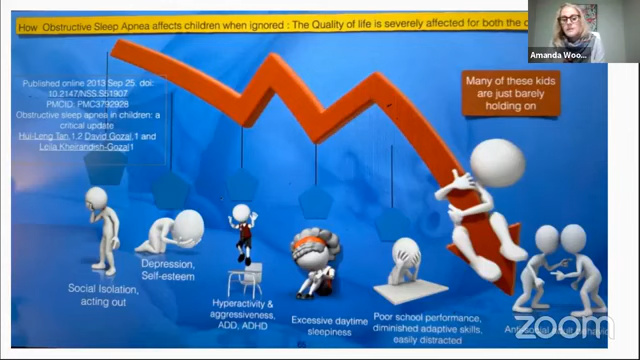 How Obstructive Sleep Apnea affects children when ignored : The Quality of life is severely affected for both the
Amanda Woo...
Published online 2013 Sep 25. doi:
10.2147/NSS.S51907
PMCID: PMC3792928
Obstructive sleep apnea in children: a
critical update
Hui-Leng Tan,1,2 David Gozal,1 and
Leila Kheirandish-Gozal1
Many of these kids
are just barely
holding on
Social Isolation,
acting out
Depression,
Self-esteem
Hyperactivity &
aggressiveness,
ADD, ADHD
Excessive daytime
sleepiness
Poor school performance,
diminished adaptive skills,
easily distracted
zoom